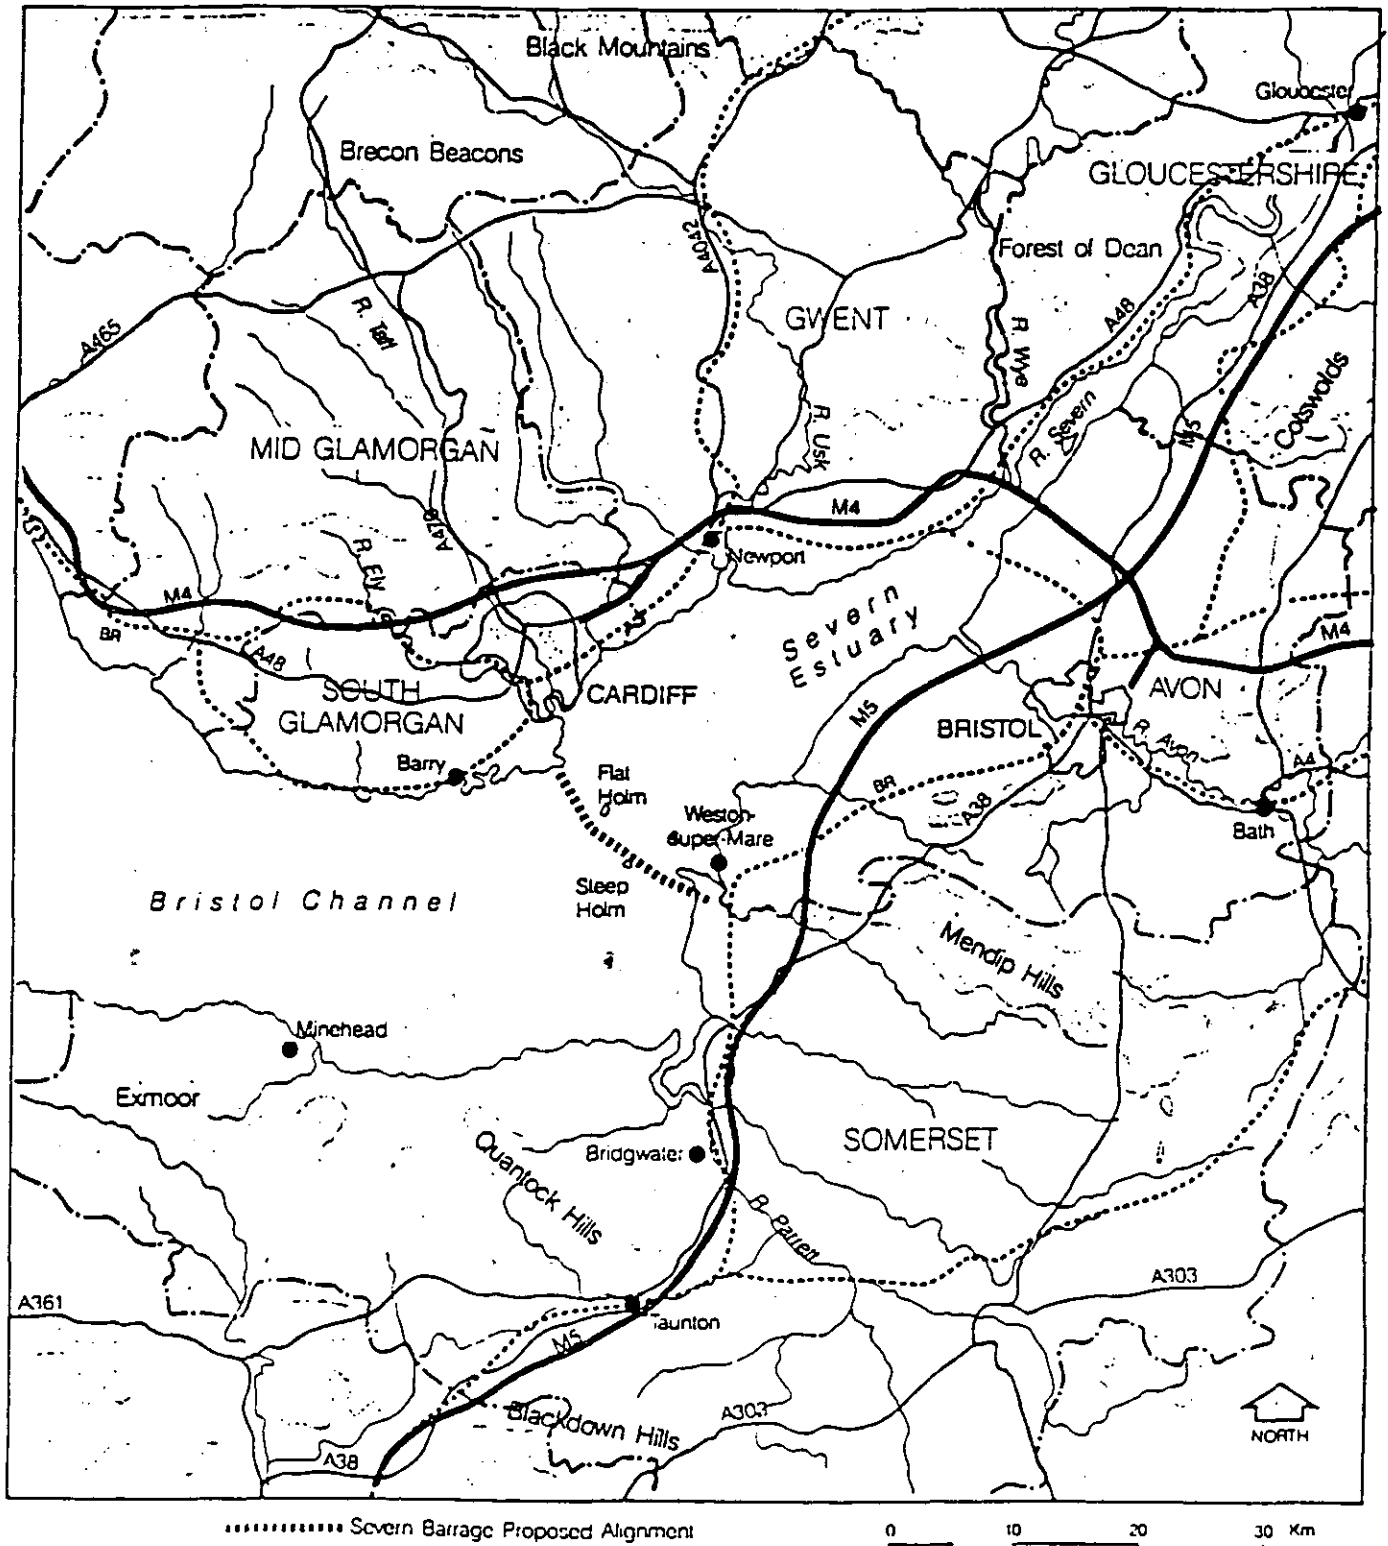 Black Mountains
Gloucester
Brecon Beacons
GLOUCESTERSHIRE
A4042
Forest of Dean
A38
A48
GWENT
R. Taff
A465
R. Wye
Cotswolds
R. Severn
R. Usk
M5
MID GLAMORGAN
M4
A470
Newport
R. Ely
M4
BR
Severn
Estuary
M4
A48
SOUTH
GLAMORGAN
CARDIFF
AVON
M5
BRISTOL
R. Avon
Barry
Flat
Holm
BR
A38
A4
Weston-
Super-Mare
Bath
Bristol Channel
Steep
Holm
Mendip Hills
Minehead
Exmoor
Quantock Hills
Bridgwater
SOMERSET
R. Parrett
A303
A361
Taunton
M5
Blackdown Hills
A303
A38
NORTH
Severn Barrage Proposed Alignment
0 10 20 30 Km